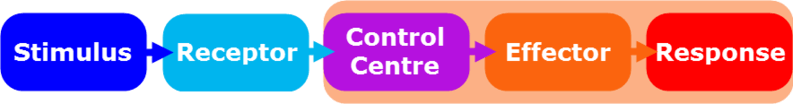 Stimulus
Receptor
Control
Centre
Effector
Response